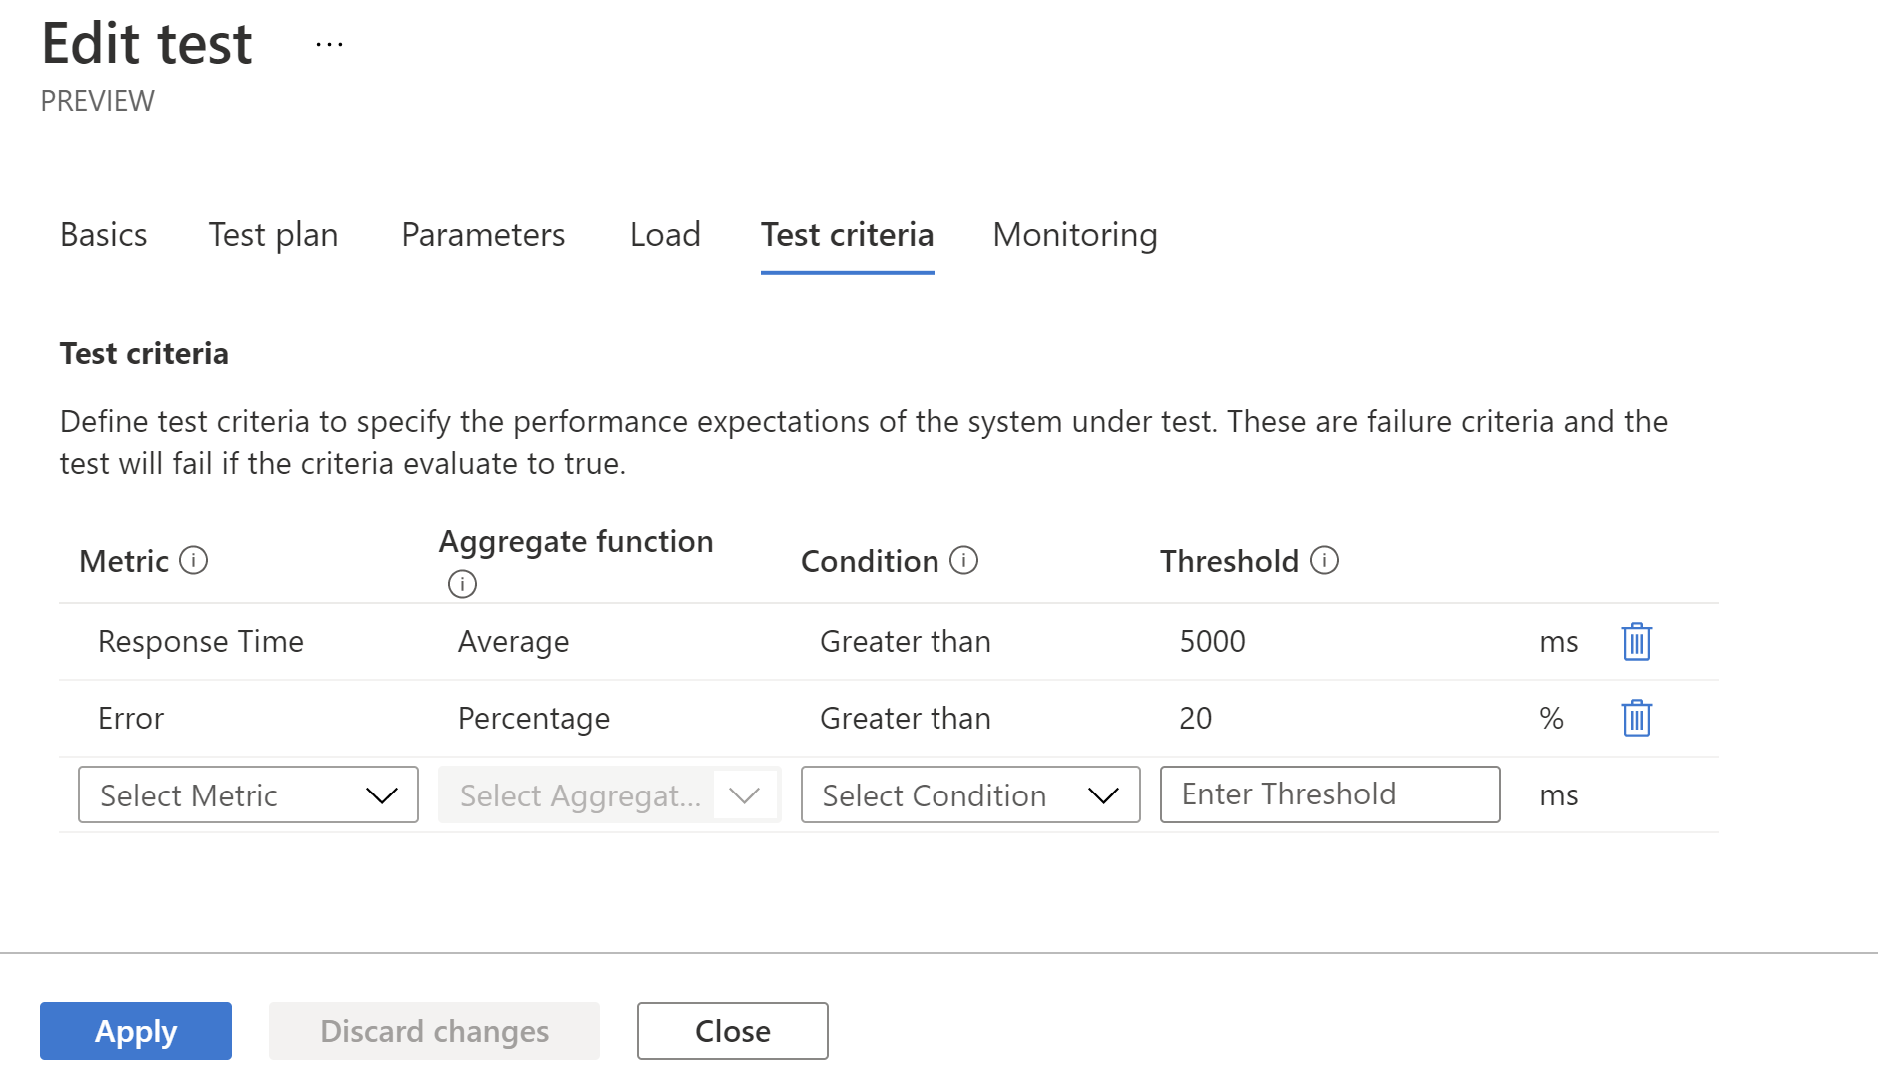 Edit test ...
PREVIEW
Basics Test plan Parameters Load Test criteria Monitoring
Test criteria
Define test criteria to specify the performance expectations of the system under test. These are failure criteria and the
test will fail if the criteria evaluate to true.
Metric Aggregate function Condition Threshold
Response Time Average Greater than 5000 ms
Error Percentage Greater than 20 %
Select Metric Select Aggregat... Select Condition Enter Threshold ms
Apply Discard changes Close